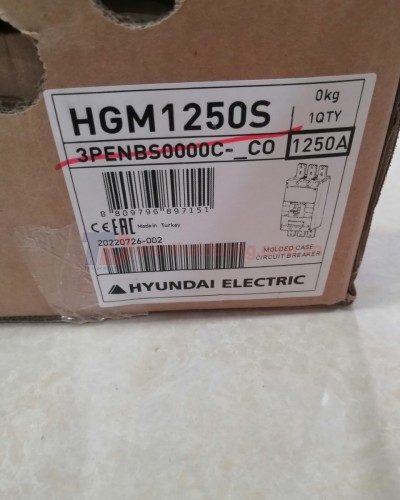 HGM1250S
0kg
1QTY
3PENBS0000C-_CO
1250A
8 809796 897151
CE EAC Made in Turkey
20220726-002
MOLDED CASE
CIRCUIT BREAKER
HYUNDAI ELECTRIC